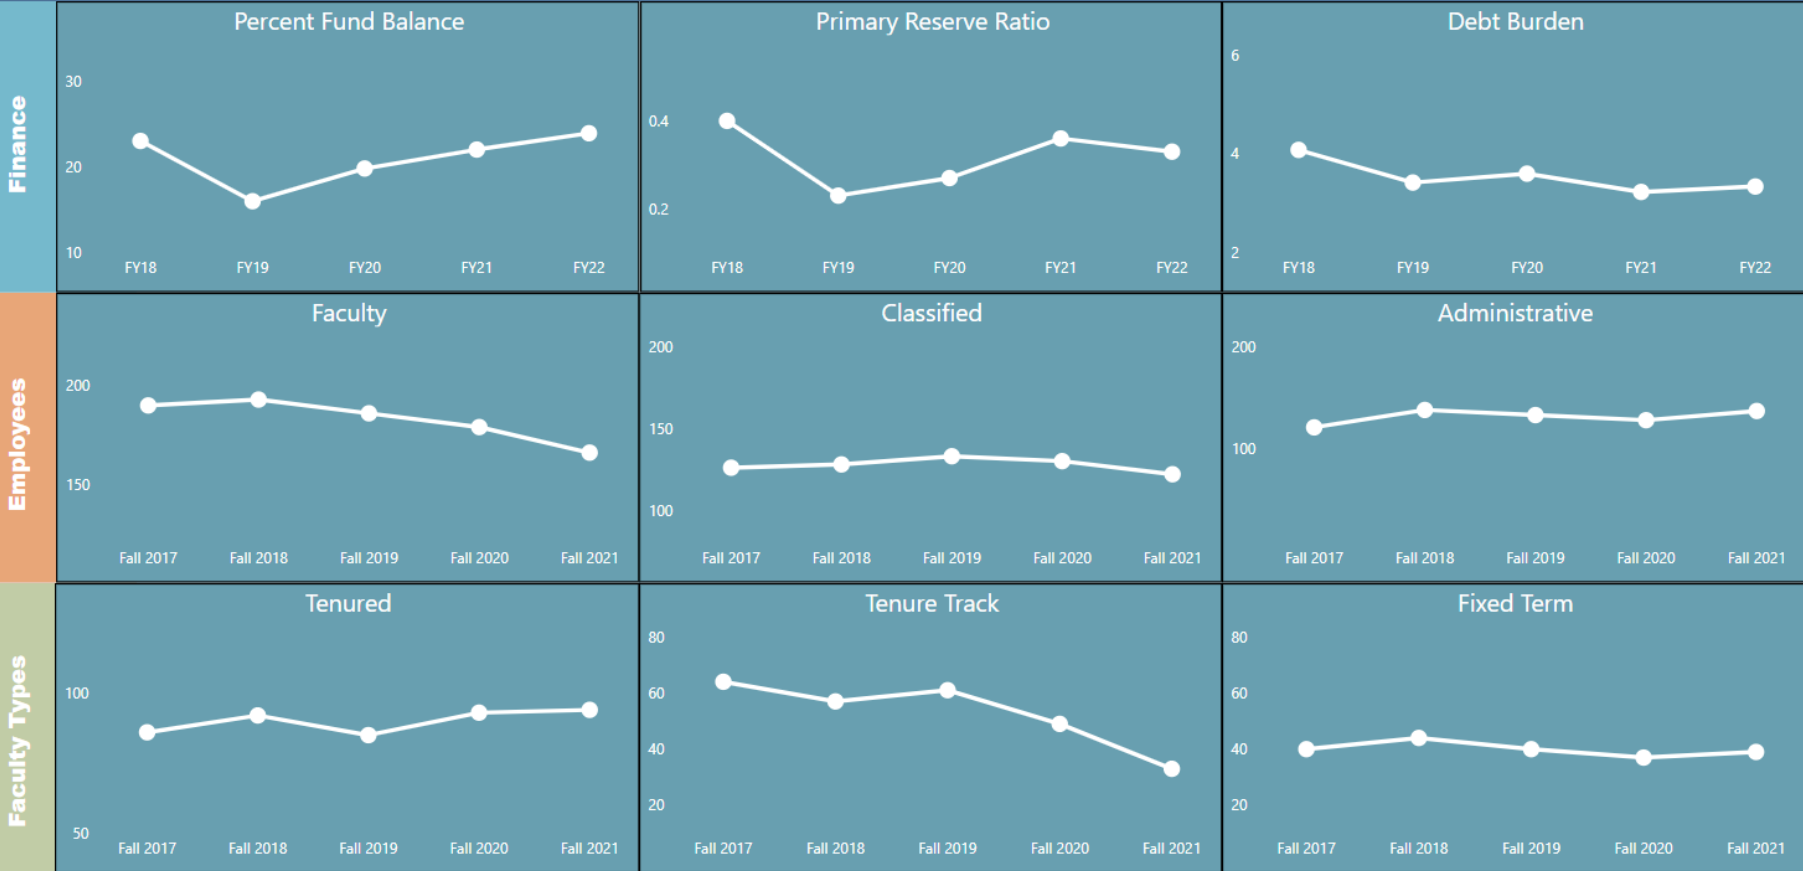 Finance
Percent Fund Balance
30
20
10
FY18 FY19 FY20 FY21 FY22
Primary Reserve Ratio
0.4
0.2
FY18 FY19 FY20 FY21 FY22
Debt Burden
6
4
2
FY18 FY19 FY20 FY21 FY22
Employees
Faculty
200
150
Fall 2017 Fall 2018 Fall 2019 Fall 2020 Fall 2021
Classified
200
150
100
Fall 2017 Fall 2018 Fall 2019 Fall 2020 Fall 2021
Administrative
200
100
Fall 2017 Fall 2018 Fall 2019 Fall 2020 Fall 2021
Faculty Types
Tenured
100
50
Fall 2017 Fall 2018 Fall 2019 Fall 2020 Fall 2021
Tenure Track
80
60
40
20
Fall 2017 Fall 2018 Fall 2019 Fall 2020 Fall 2021
Fixed Term
80
60
40
20
Fall 2017 Fall 2018 Fall 2019 Fall 2020 Fall 2021